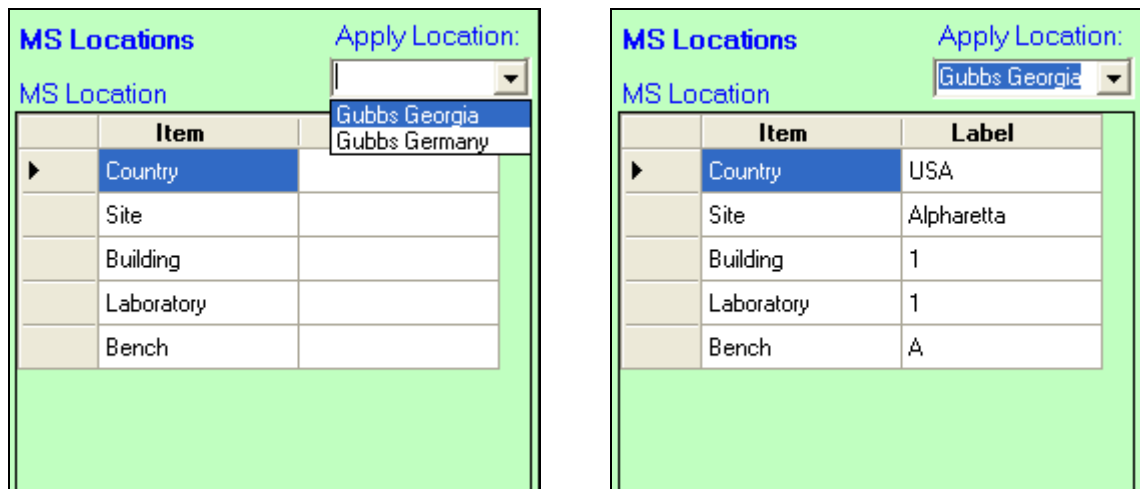 MS Locations Apply Location:
MS Location
Gubbs Georgia
Gubbs Germany
Item
Country
Site
Building
Laboratory
Bench
MS Locations Apply Location:
MS Location Gubbs Georgia
Item Label
Country USA
Site Alpharetta
Building 1
Laboratory 1
Bench A